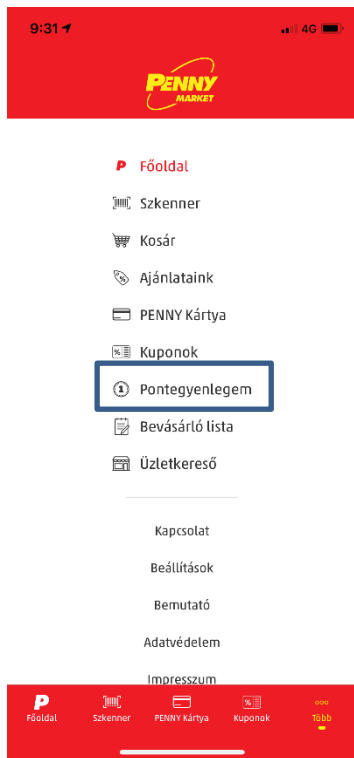 9:31
4G
PENNY
MARKET
P Főoldal
Szkenner
Kosár
Ajánlataink
PENNY Kártya
Kuponok
1 Pontegyenlegem
Bevásárló lista
Üzletkereső
Kapcsolat
Beállítások
Bemutató
Adatvédelem
Impresszum
P
Főoldal Szkenner PENNY Kártya Kuponok Több